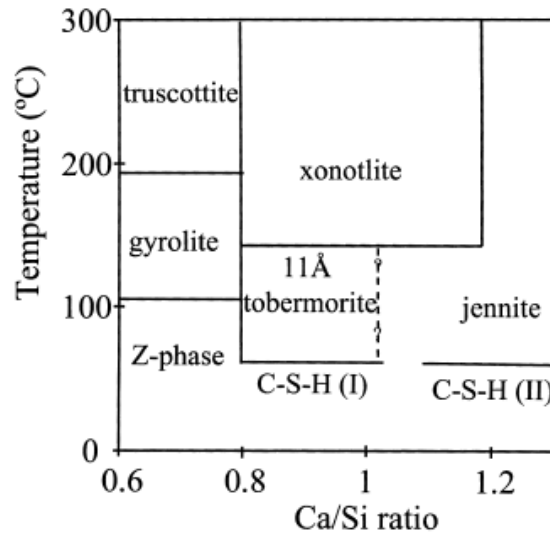 300
truscottite
Temperature (ºC)
200
xonotlite
gyrolite
11Å
?
100
tobermorite
jennite
?
Z-phase
C-S-H (I)
C-S-H (II)
0
0.6
0.8
1
1.2
Ca/Si ratio